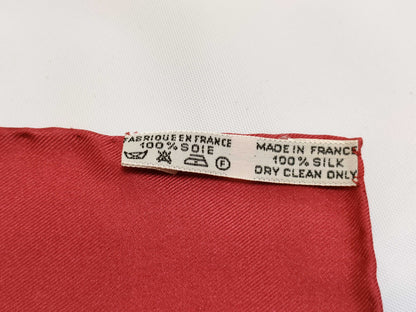 FABRIQUE EN FRANCE
100% SOIE
F
MADE IN FRANCE
100% SILK
DRY CLEAN ONLY